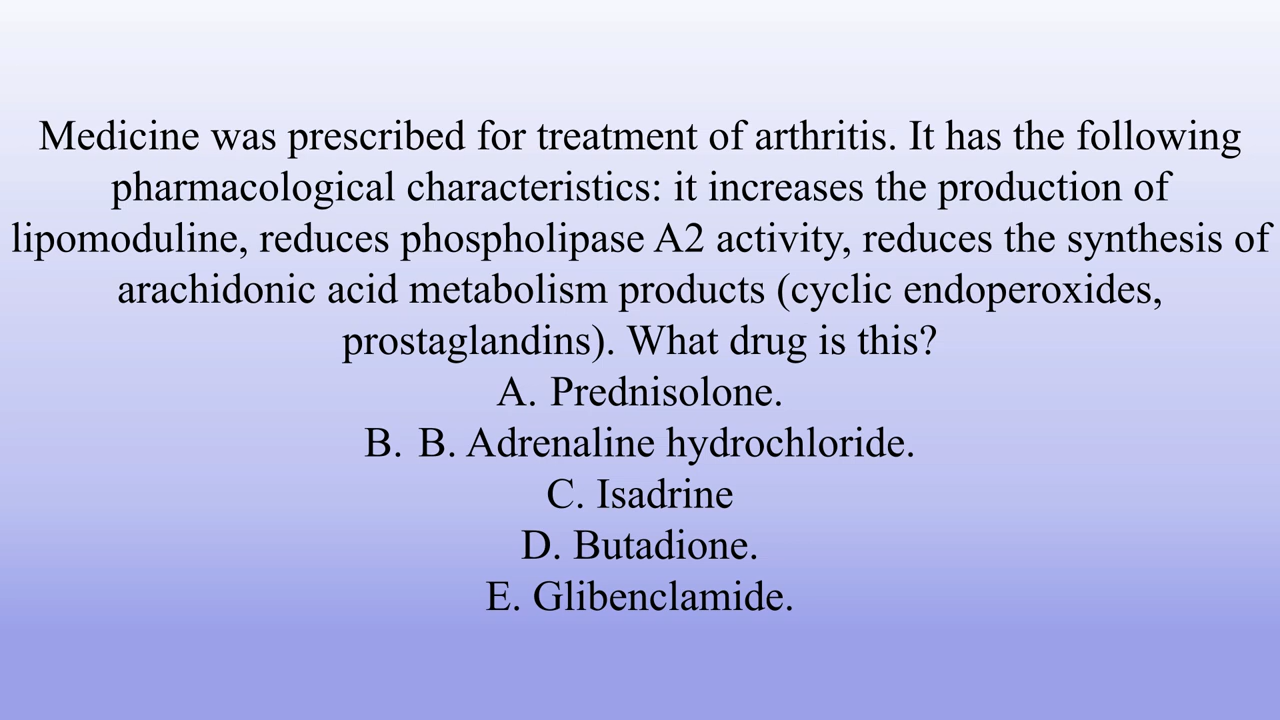 Medicine was prescribed for treatment of arthritis. It has the following
pharmacological characteristics: it increases the production of
lipomoduline, reduces phospholipase A2 activity, reduces the synthesis of
arachidonic acid metabolism products (cyclic endoperoxides,
prostaglandins). What drug is this?
A. Prednisolone.
B. B. Adrenaline hydrochloride.
C. Isadrine
D. Butadione.
E. Glibenclamide.